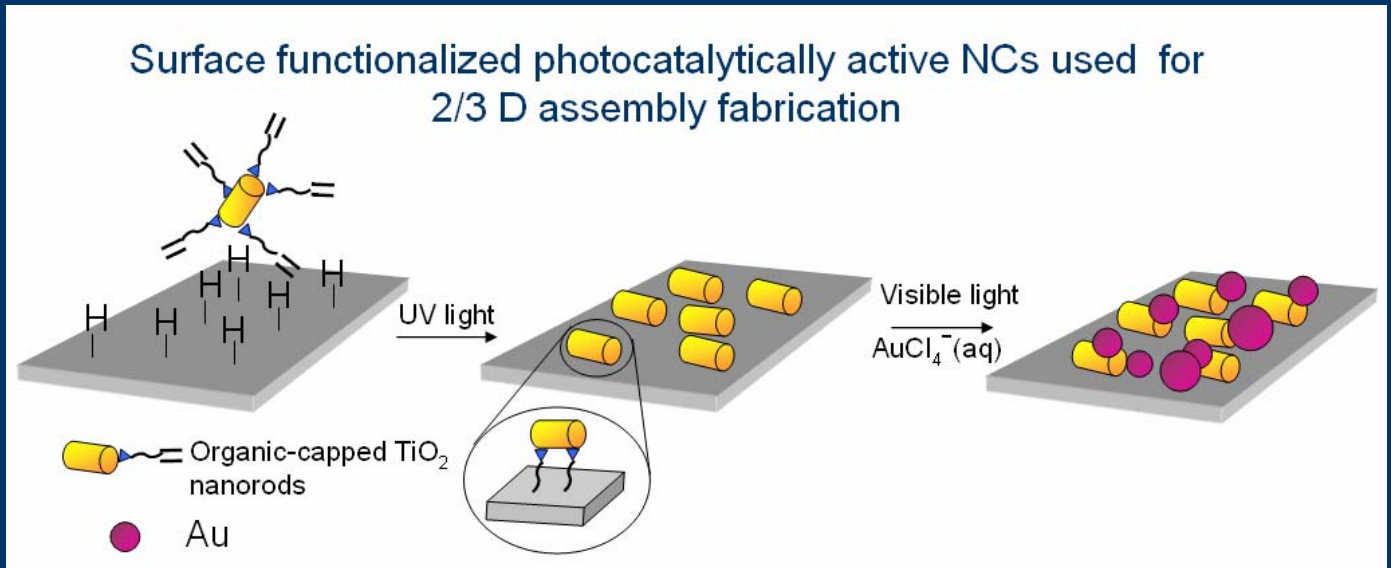 Surface functionalized photocatalytically active NCs used for
2/3 D assembly fabrication
H
H
H
H
H
H
H
UV light
Visible light
AuCl₄⁻(aq)
Organic-capped TiO₂
nanorods
Au